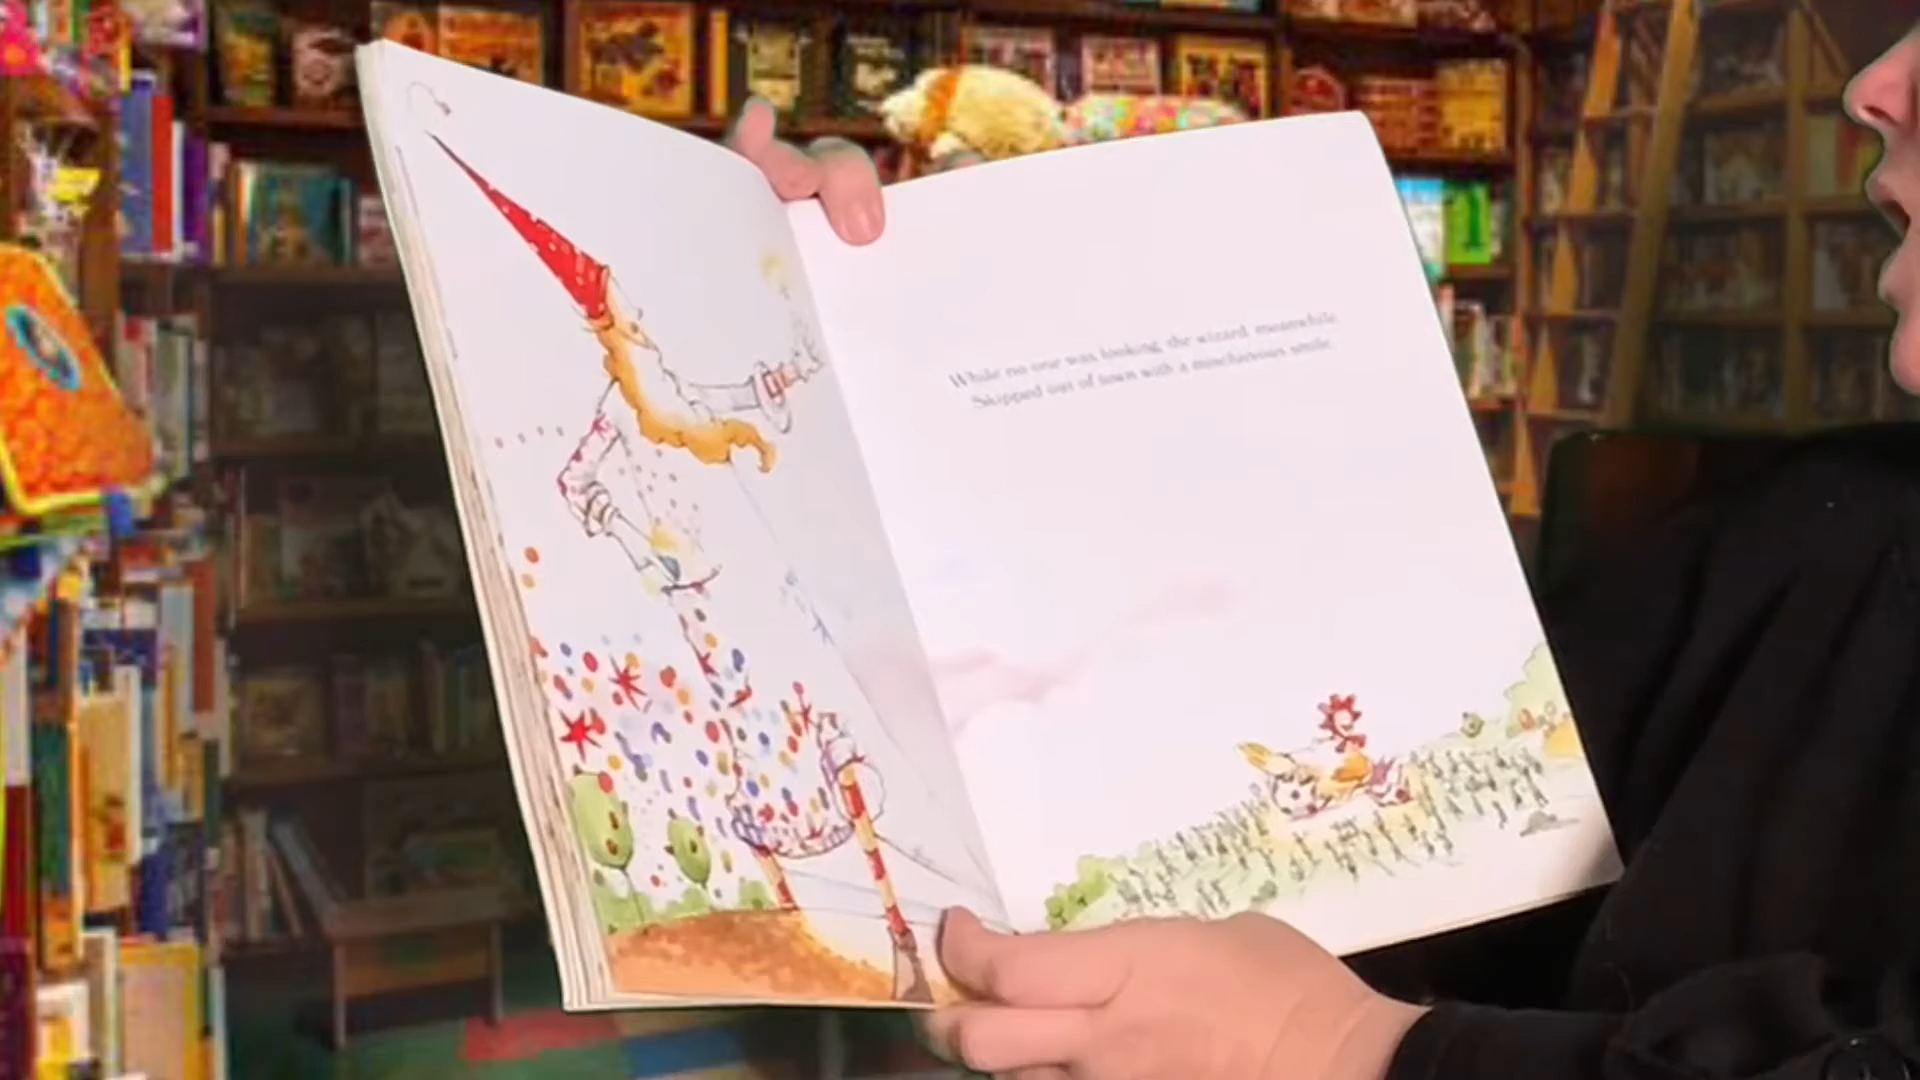 While no one was looking, the wizard, meanwhile,
Skipped out of town with a mischievous smile.